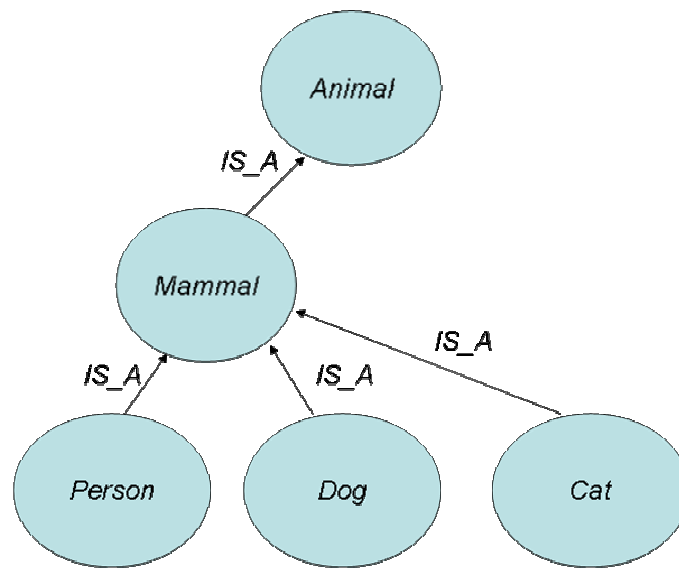 Animal
IS_A
Mammal
IS_A
IS_A
IS_A
Person
Dog
Cat